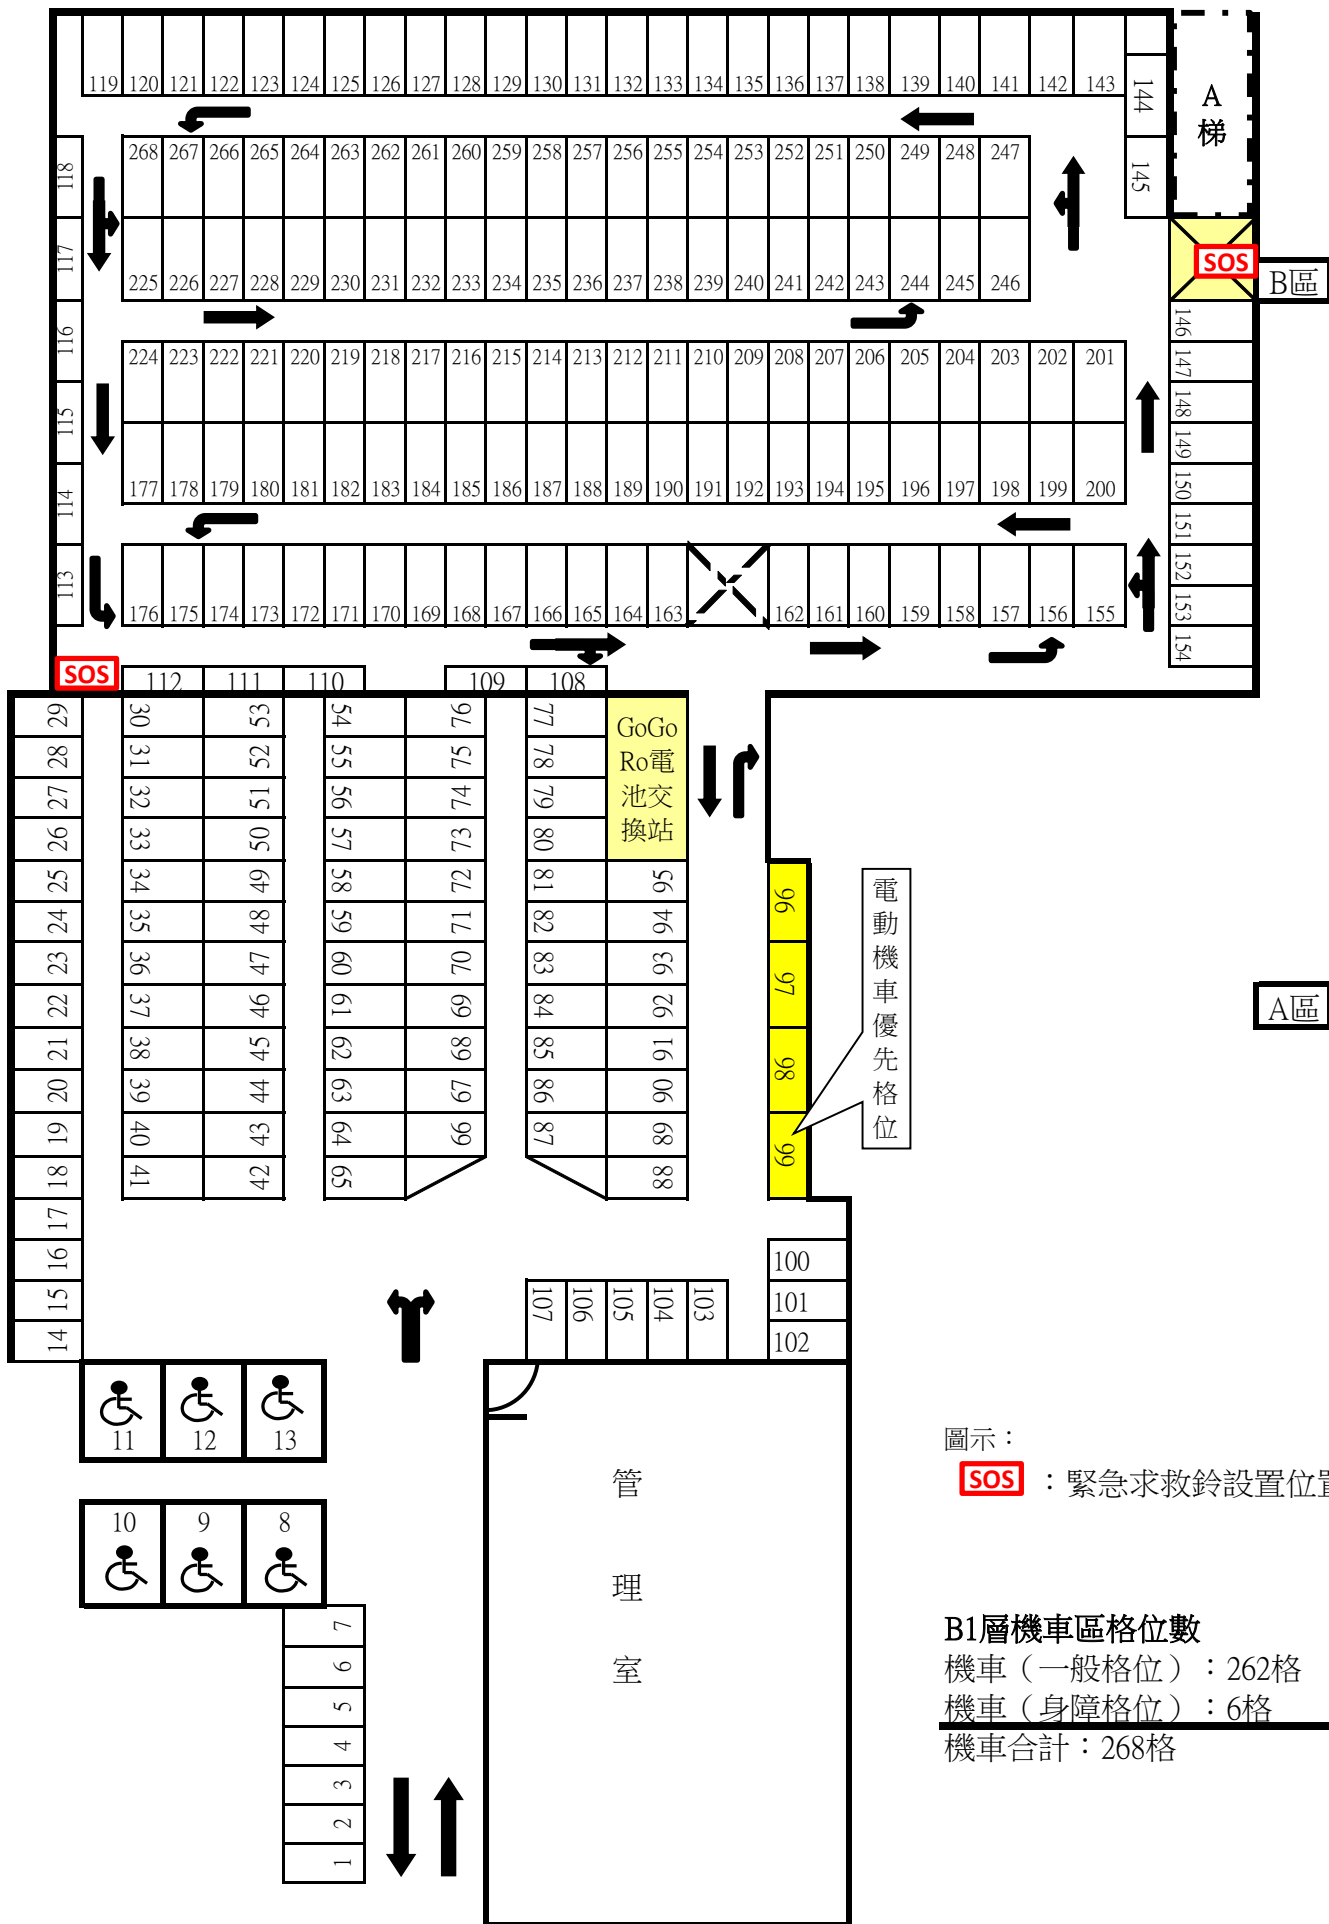 119 120 121 122 123 124 125 126 127 128 129 130 131 132 133 134 135 136 137 138 139 140 141 142 143
144
145
A
梯
268 267 266 265 264 263 262 261 260 259 258 257 256 255 254 253 252 251 250 249 248 247
118
117
116
115
114
113
225 226 227 228 229 230 231 232 233 234 235 236 237 238 239 240 241 242 243 244 245 246
SOS
B區
146
147
148
149
150
151
152
153
154
224 223 222 221 220 219 218 217 216 215 214 213 212 211 210 209 208 207 206 205 204 203 202 201
177 178 179 180 181 182 183 184 185 186 187 188 189 190 191 192 193 194 195 196 197 198 199 200
176 175 174 173 172 171 170 169 168 167 166 165 164 163 162 161 160 159 158 157 156 155
SOS
112 111 110 109 108
29 30 53 54 76 77
28 31 52 55 75 78
27 32 51 56 74 79
26 33 50 57 73 80
GoGo
Ro電
池交
換站
25 34 49 58 72 81 95
24 35 48 59 71 82 94
23 36 47 60 70 83 93
22 37 46 61 69 84 92
21 38 45 62 68 85 91
20 39 44 63 67 86 90
19 40 43 64 66 87 89
18 41 42 65 88
17
16
15
14
96
97
98
99
電動機車優先格位
A區
100
101
102
107 106 105 104 103
11 12 13
10 9 8
7
6
5
4
3
2
1
管
理
室
圖示：
SOS ：緊急求救鈴設置位置
B1層機車區格位數
機車（一般格位）：262格
機車（身障格位）：6格
機車合計：268格